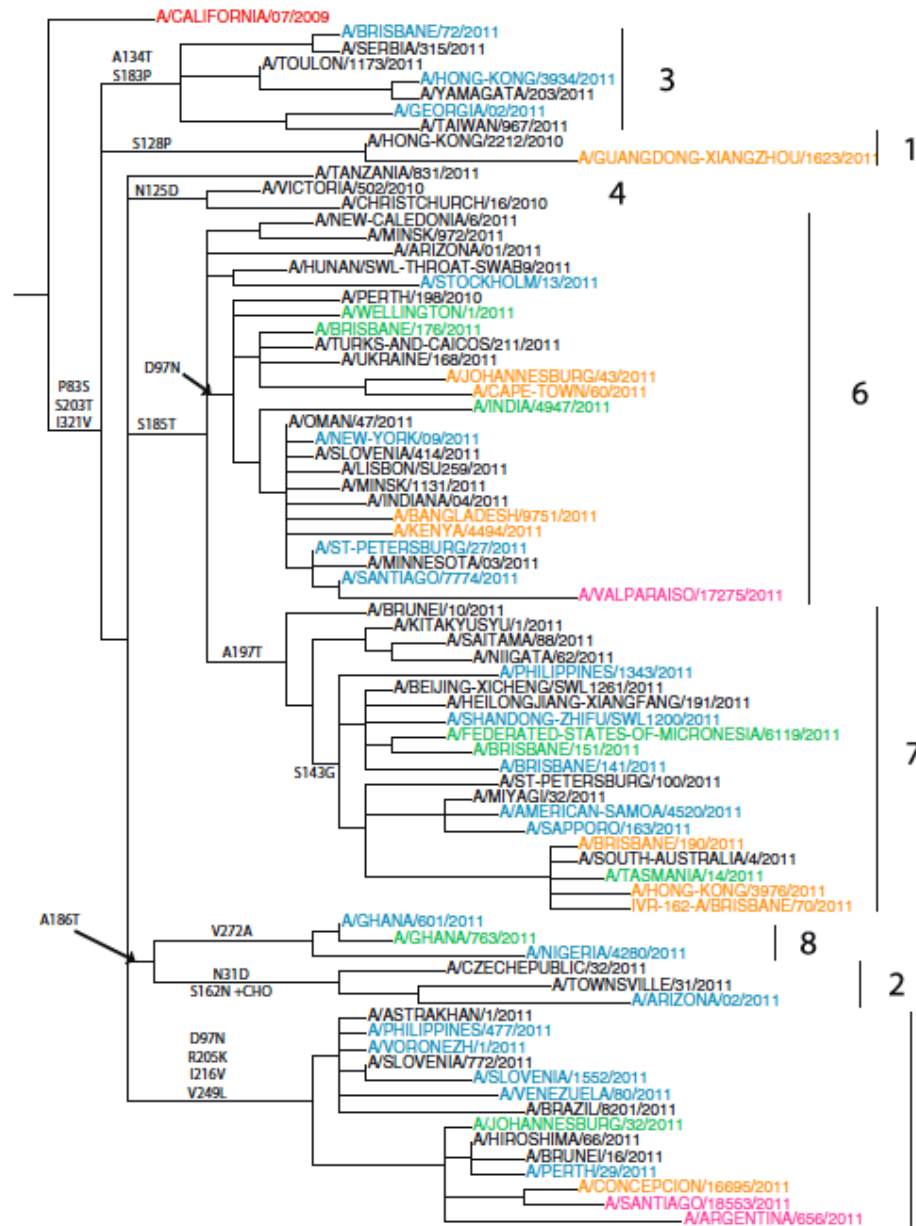 A/CALIFORNIA/07/2009
A/BRISBANE/72/2011
A/SERBIA/315/2011
A134T
A/TOULON/1173/2011
S183P
A/HONG-KONG/3934/2011
3
A/YAMAGATA/203/2011
A/GEORGIA/02/2011
A/TAIWAN/967/2011
S128P
A/HONG-KONG/2212/2010
1
A/GUANGDONG-XIANGZHOU/1623/2011
A/TANZANIA/831/2011
N125D
A/VICTORIA/502/2010
4
A/CHRISTCHURCH/16/2010
A/NEW-CALEDONIA/6/2011
A/MINSK/972/2011
A/ARIZONA/01/2011
A/HUNAN/SWL-THROAT-SWAB9/2011
A/STOCKHOLM/13/2011
A/PERTH/198/2010
A/WELLINGTON/1/2011
A/BRISBANE/176/2011
A/TURKS-AND-CAICOS/211/2011
A/UKRAINE/168/2011
D97N
A/JOHANNESBURG/43/2011
6
P83S
A/CAPE-TOWN/60/2011
S203T
A/INDIA/4947/2011
I321V
S185T
A/OMAN/47/2011
A/NEW-YORK/09/2011
A/SLOVENIA/414/2011
A/LISBON/SU259/2011
A/MINSK/1131/2011
A/INDIANA/04/2011
A/BANGLADESH/9751/2011
A/KENYA/4494/2011
A/ST-PETERSBURG/27/2011
A/MINNESOTA/03/2011
A/SANTIAGO/7774/2011
A/VALPARAISO/17275/2011
A/BRUNEI/10/2011
A/KITAKYUSYU/1/2011
A/SAITAMA/88/2011
A197T
A/NIIGATA/62/2011
A/PHILIPPINES/1343/2011
A/BEIJING-XICHENG/SWL1261/2011
A/HEILONGJIANG-XIANGFANG/191/2011
A/SHANDONG-ZHIFU/SWL1200/2011
A/FEDERATED-STATES-OF-MICRONESIA/6119/2011
A/BRISBANE/151/2011
7
S143G
A/BRISBANE/141/2011
A/ST-PETERSBURG/100/2011
A/MIYAGI/32/2011
A/AMERICAN-SAMOA/4520/2011
A/SAPPORO/163/2011
A/BRISBANE/190/2011
A/SOUTH-AUSTRALIA/4/2011
A/TASMANIA/14/2011
A/HONG-KONG/3976/2011
IVR-162-A/BRISBANE/70/2011
A186T
A/GHANA/601/2011
V272A
A/GHANA/763/2011
8
A/NIGERIA/4280/2011
N31D
A/CZECHEPUBLIC/32/2011
S162N +CHO
A/TOWNSVILLE/31/2011
2
A/ARIZONA/02/2011
A/ASTRAKHAN/1/2011
D97N
A/PHILIPPINES/477/2011
R205K
A/VORONEZH/1/2011
I216V
A/SLOVENIA/772/2011
V249L
A/SLOVENIA/1552/2011
A/VENEZUELA/80/2011
A/BRAZIL/8201/2011
A/JOHANNESBURG/32/2011
A/HIROSHIMA/66/2011
A/BRUNEI/16/2011
A/PERTH/29/2011
A/CONCEPCION/16695/2011
A/SANTIAGO/18553/2011
A/ARGENTINA/656/2011